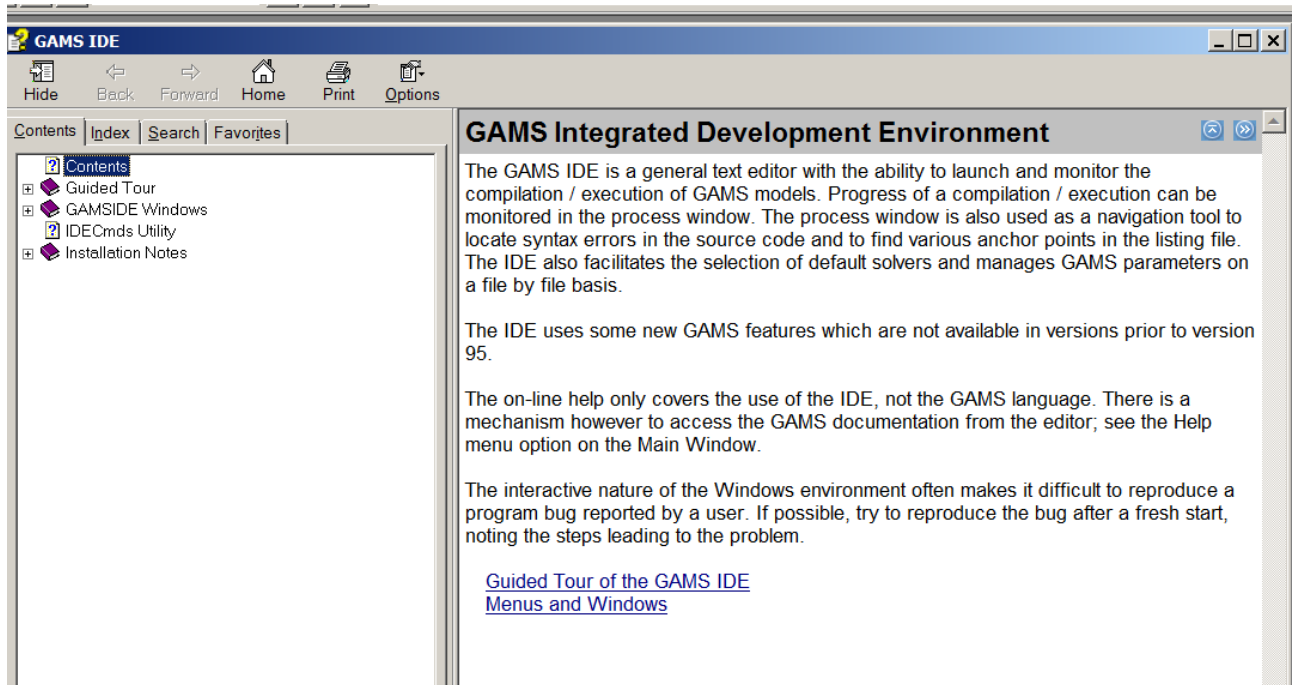 GAMS IDE
Hide Back Forward Home Print Options
Contents Index Search Favorites
Contents
Guided Tour
GAMSIDE Windows
IDECmds Utility
Installation Notes
GAMS Integrated Development Environment
The GAMS IDE is a general text editor with the ability to launch and monitor the
compilation / execution of GAMS models. Progress of a compilation / execution can be
monitored in the process window. The process window is also used as a navigation tool to
locate syntax errors in the source code and to find various anchor points in the listing file.
The IDE also facilitates the selection of default solvers and manages GAMS parameters on
a file by file basis.
The IDE uses some new GAMS features which are not available in versions prior to version
95.
The on-line help only covers the use of the IDE, not the GAMS language. There is a
mechanism however to access the GAMS documentation from the editor; see the Help
menu option on the Main Window.
The interactive nature of the Windows environment often makes it difficult to reproduce a
program bug reported by a user. If possible, try to reproduce the bug after a fresh start,
noting the steps leading to the problem.
Guided Tour of the GAMS IDE
Menus and Windows